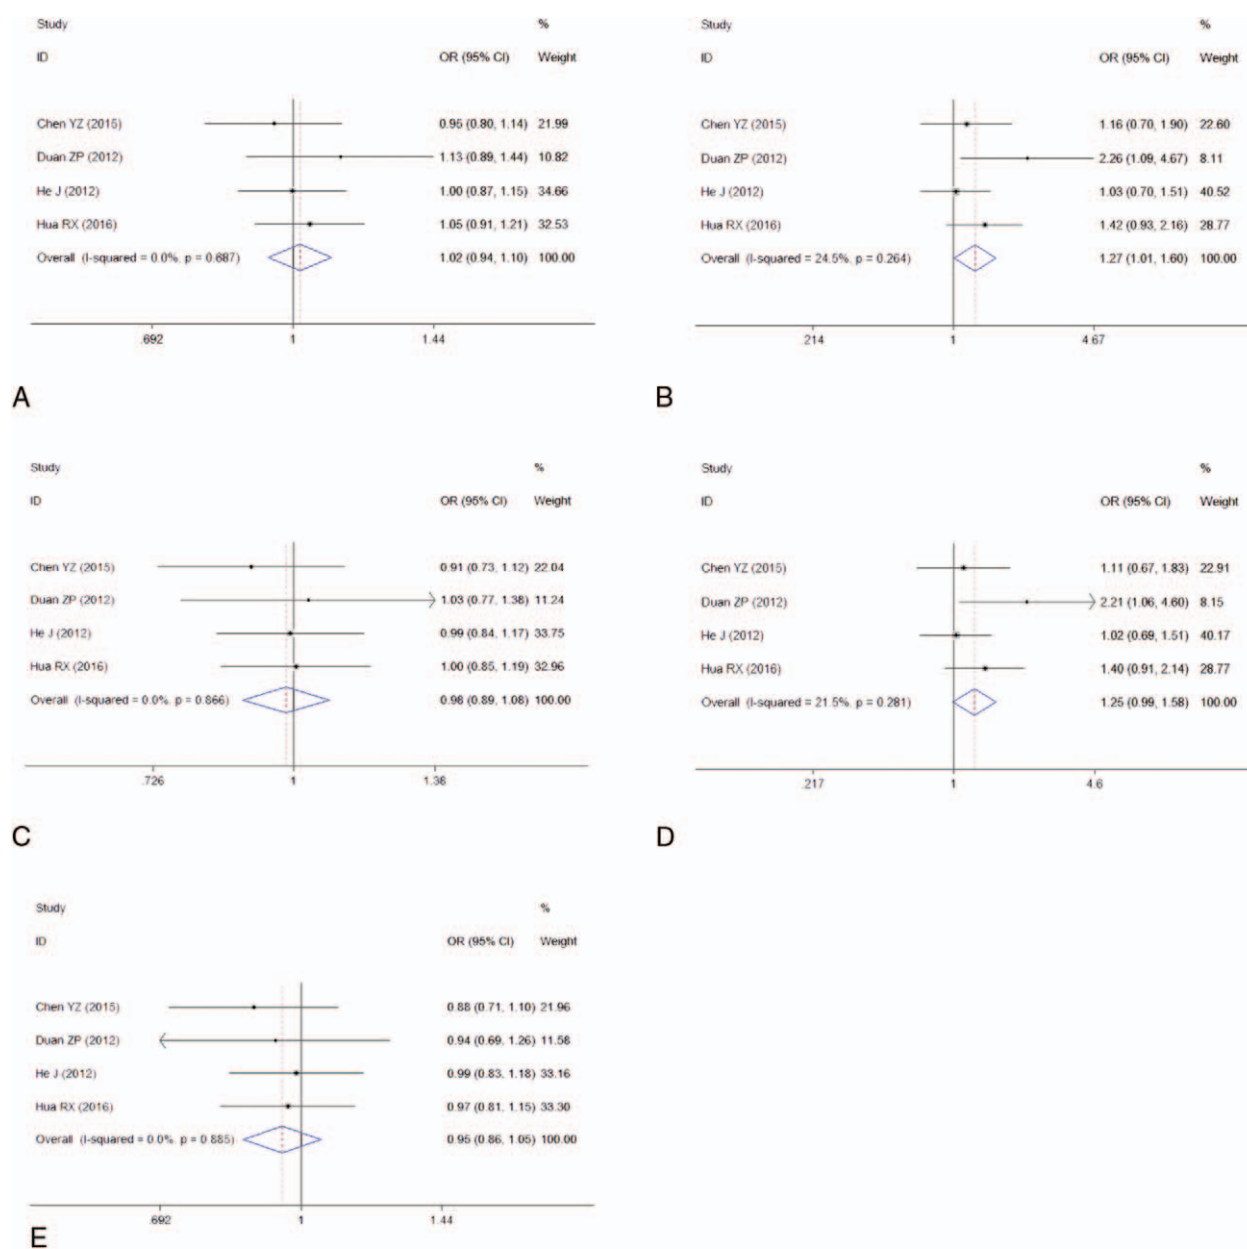 Study %
ID OR (95% CI) Weight
Chen YZ (2015) 0.95 (0.80, 1.14) 21.99
Duan ZP (2012) 1.13 (0.89, 1.44) 10.82
He J (2012) 1.00 (0.87, 1.15) 34.66
Hua RX (2016) 1.05 (0.91, 1.21) 32.53
Overall (I-squared = 0.0%, p = 0.687) 1.02 (0.94, 1.10) 100.00
.692 1 1.44
A
Study %
ID OR (95% CI) Weight
Chen YZ (2015) 1.16 (0.70, 1.90) 22.60
Duan ZP (2012) 2.26 (1.09, 4.67) 8.11
He J (2012) 1.03 (0.70, 1.51) 40.52
Hua RX (2016) 1.42 (0.93, 2.16) 28.77
Overall (I-squared = 24.5%, p = 0.264) 1.27 (1.01, 1.60) 100.00
.214 1 4.67
B
Study %
ID OR (95% CI) Weight
Chen YZ (2015) 0.91 (0.73, 1.12) 22.04
Duan ZP (2012) 1.03 (0.77, 1.38) 11.24
He J (2012) 0.99 (0.84, 1.17) 33.75
Hua RX (2016) 1.00 (0.85, 1.19) 32.96
Overall (I-squared = 0.0%, p = 0.866) 0.98 (0.89, 1.08) 100.00
.726 1 1.38
C
Study %
ID OR (95% CI) Weight
Chen YZ (2015) 1.11 (0.67, 1.83) 22.91
Duan ZP (2012) 2.21 (1.06, 4.60) 8.15
He J (2012) 1.02 (0.69, 1.51) 40.17
Hua RX (2016) 1.40 (0.91, 2.14) 28.77
Overall (I-squared = 21.5%, p = 0.281) 1.25 (0.99, 1.58) 100.00
.217 1 4.6
D
Study %
ID OR (95% CI) Weight
Chen YZ (2015) 0.88 (0.71, 1.10) 21.96
Duan ZP (2012) 0.94 (0.69, 1.26) 11.58
He J (2012) 0.99 (0.83, 1.18) 33.16
Hua RX (2016) 0.97 (0.81, 1.15) 33.30
Overall (I-squared = 0.0%, p = 0.885) 0.95 (0.86, 1.05) 100.00
.692 1 1.44
E